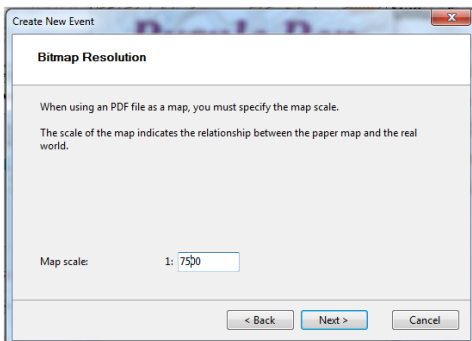 Create New Event
Bitmap Resolution
When using an PDF file as a map, you must specify the map scale.
The scale of the map indicates the relationship between the paper map and the real
world.
Map scale: 1: 7500
< Back Next > Cancel